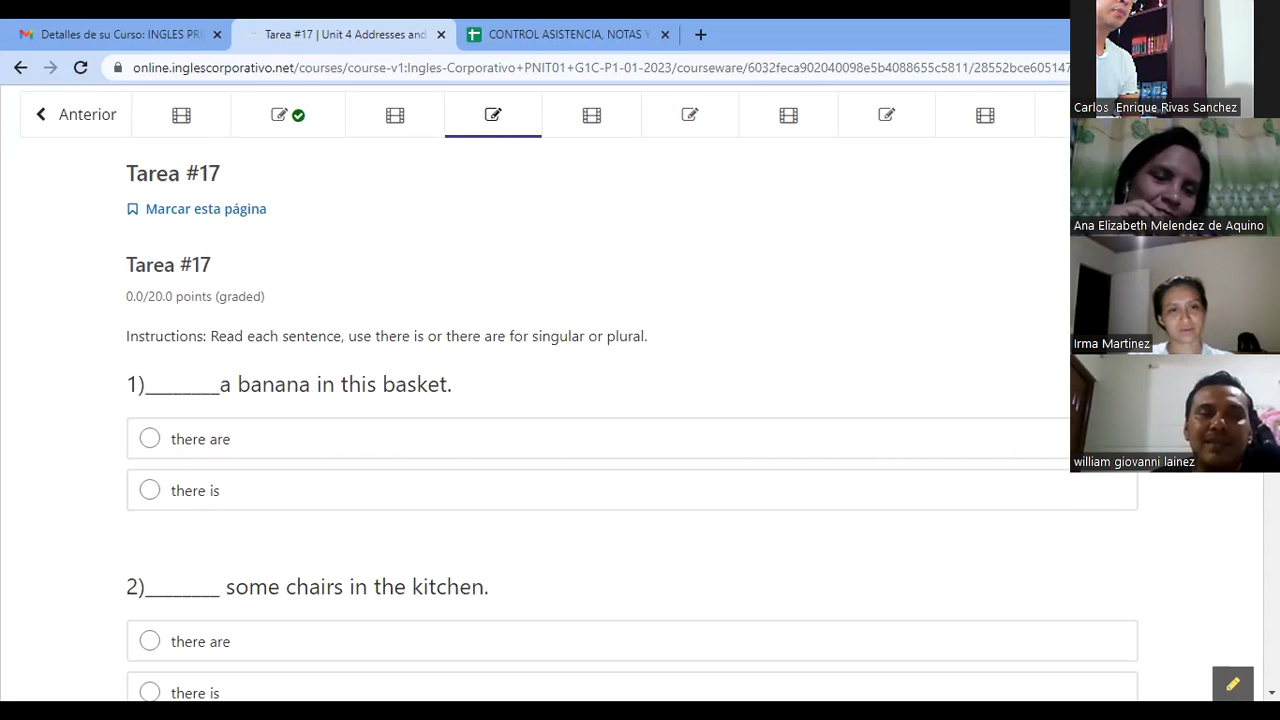 Detalles de su Curso: INGLES PRI
Tarea #17 | Unit 4 Addresses and
CONTROL ASISTENCIA, NOTAS Y
online.inglescorporativo.net/courses/course-v1:Ingles-Corporativo+PNIT01+G1C-P1-01-2023/courseware/6032feca902040098e5b4088655c5811/28552bce605147
Anterior
Tarea #17
Marcar esta página
Tarea #17
0.0/20.0 points (graded)
Instructions: Read each sentence, use there is or there are for singular or plural.
1)________a banana in this basket.
there are
there is
2)________ some chairs in the kitchen.
there are
there is
Carlos Enrique Rivas Sanchez
Ana Elizabeth Melendez de Aquino
Irma Martinez
william giovanni lainez